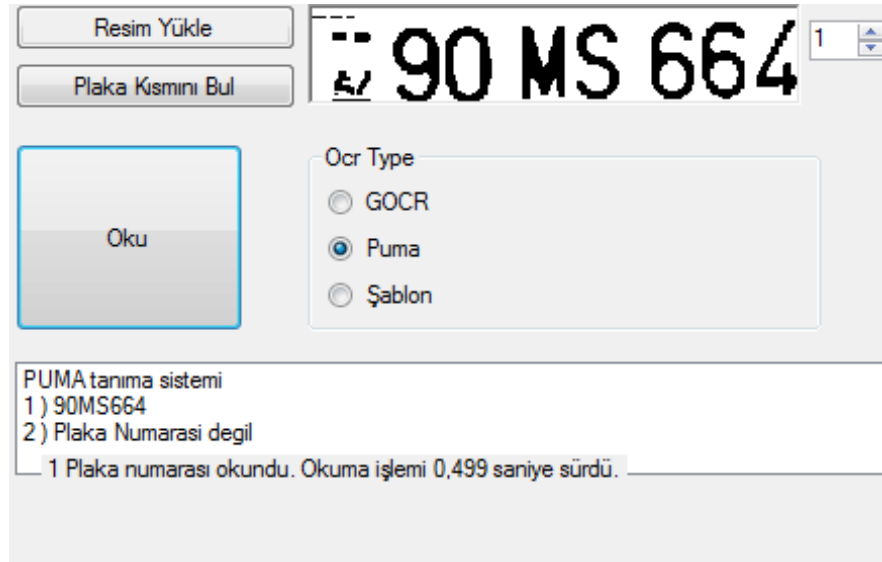 Resim Yükle
90 MS 664
1
Plaka Kısmını Bul
Ocr Type
GOCR
Oku
Puma
Şablon
PUMA tanıma sistemi
1 ) 90MS664
2 ) Plaka Numarasi degil
1 Plaka numarası okundu. Okuma işlemi 0,499 saniye sürdü.